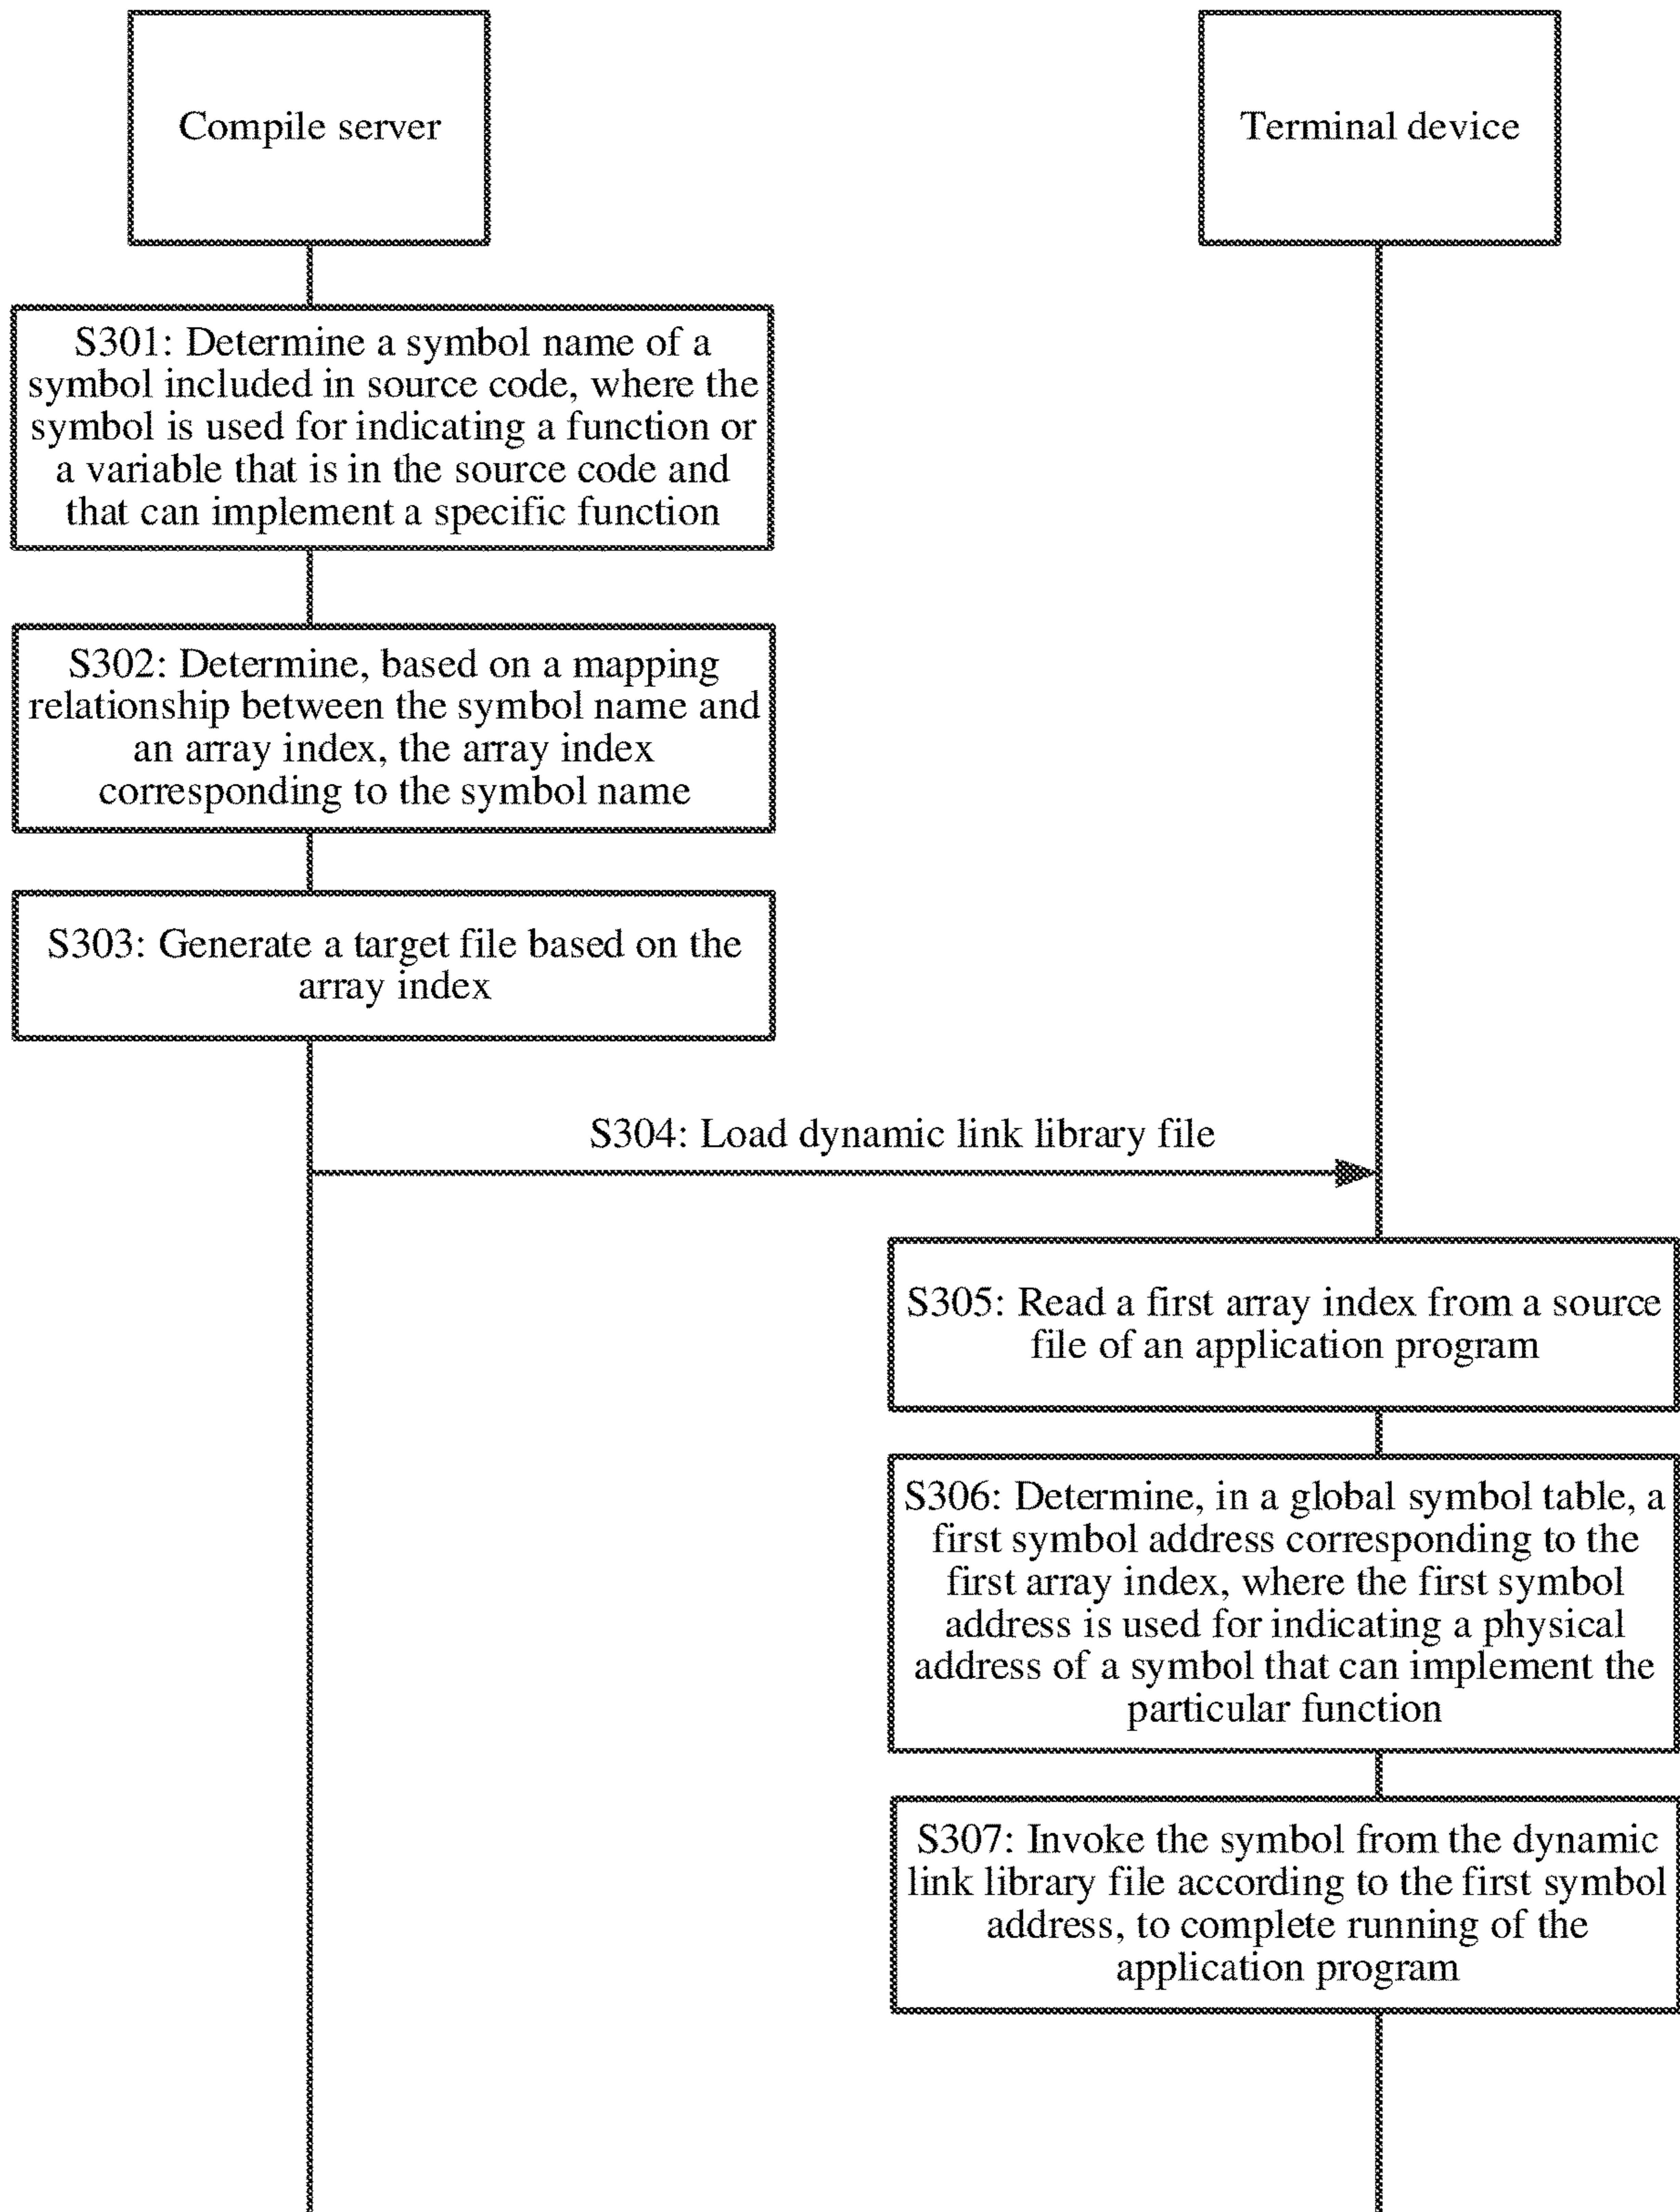 Compile server
Terminal device
S301: Determine a symbol name of a
symbol included in source code, where the
symbol is used for indicating a function or
a variable that is in the source code and
that can implement a specific function
S302: Determine, based on a mapping
relationship between the symbol name and
an array index, the array index
corresponding to the symbol name
S303: Generate a target file based on the
array index
S304: Load dynamic link library file
S305: Read a first array index from a source
file of an application program
S306: Determine, in a global symbol table, a
first symbol address corresponding to the
first array index, where the first symbol
address is used for indicating a physical
address of a symbol that can implement the
particular function
S307: Invoke the symbol from the dynamic
link library file according to the first symbol
address, to complete running of the
application program